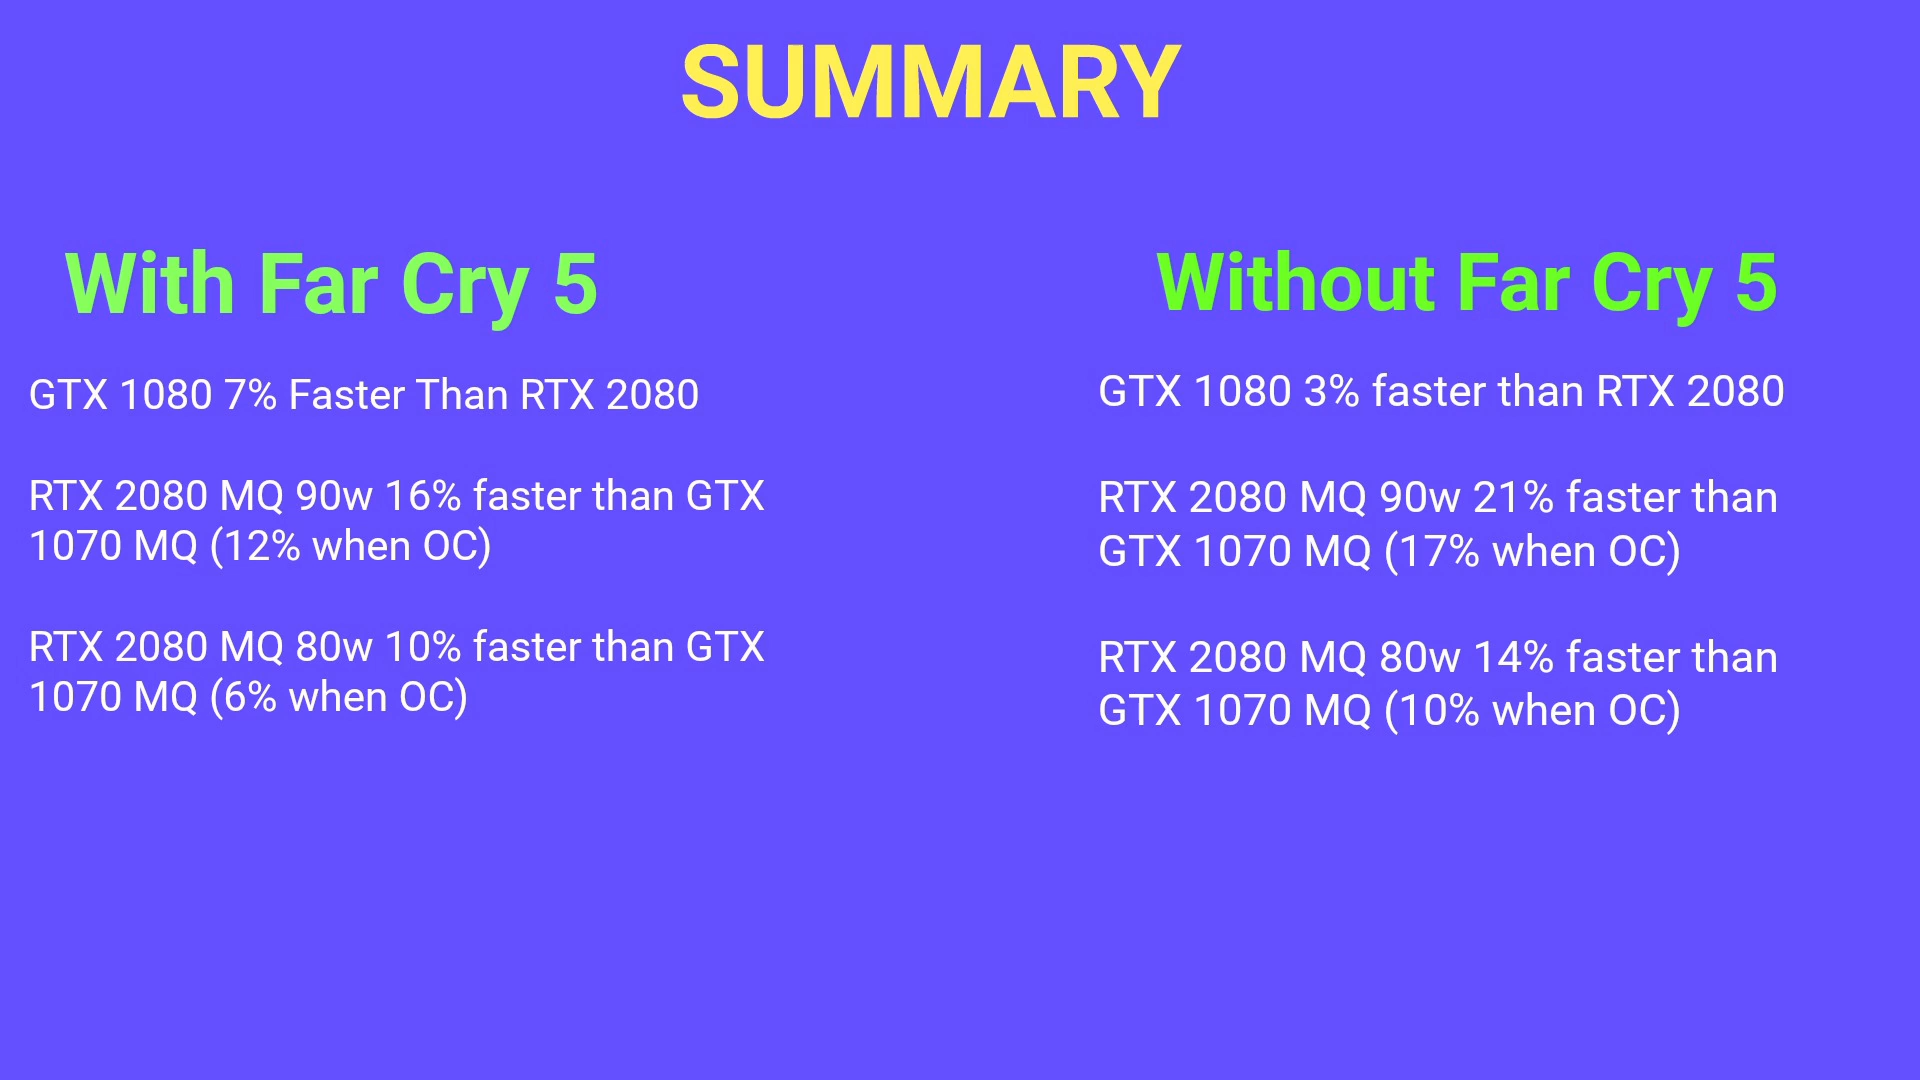 SUMMARY
With Far Cry 5
GTX 1080 7% Faster Than RTX 2080
RTX 2080 MQ 90w 16% faster than GTX
1070 MQ (12% when OC)
RTX 2080 MQ 80w 10% faster than GTX
1070 MQ (6% when OC)
Without Far Cry 5
GTX 1080 3% faster than RTX 2080
RTX 2080 MQ 90w 21% faster than
GTX 1070 MQ (17% when OC)
RTX 2080 MQ 80w 14% faster than
GTX 1070 MQ (10% when OC)